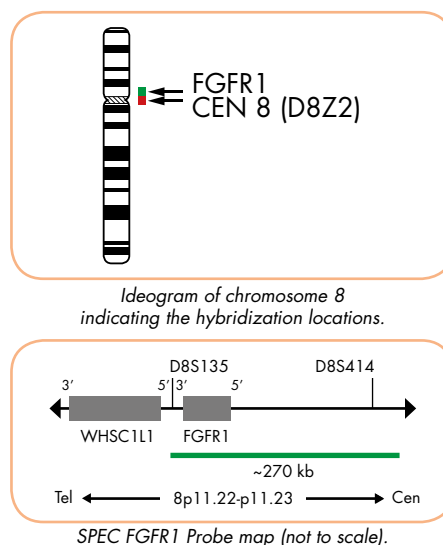 FGFR1
CEN 8 (D8Z2)
Ideogram of chromosome 8
indicating the hybridization locations.
D8S135 D8S414
3’ 5’ 3’ 5’
WHSC1L1 FGFR1
~270 kb
Tel 8p11.22-p11.23 Cen
SPEC FGFR1 Probe map (not to scale).